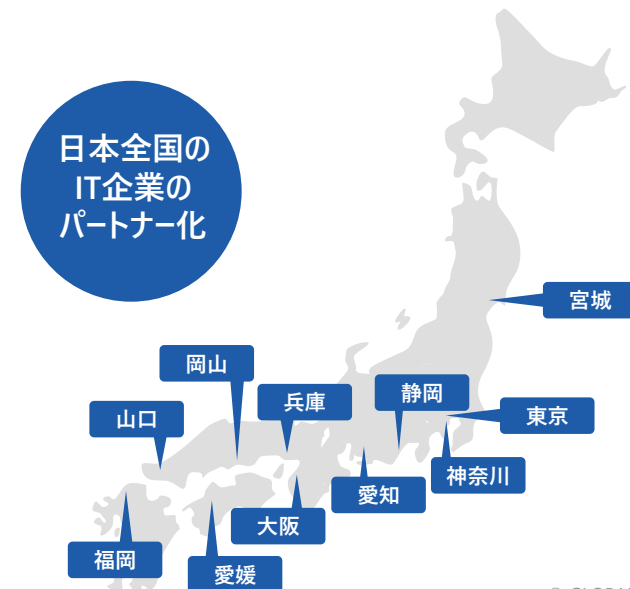 日本全国の
IT企業の
パートナー化
宮城
岡山
静岡
兵庫
山口
東京
神奈川
愛知
大阪
福岡
愛媛